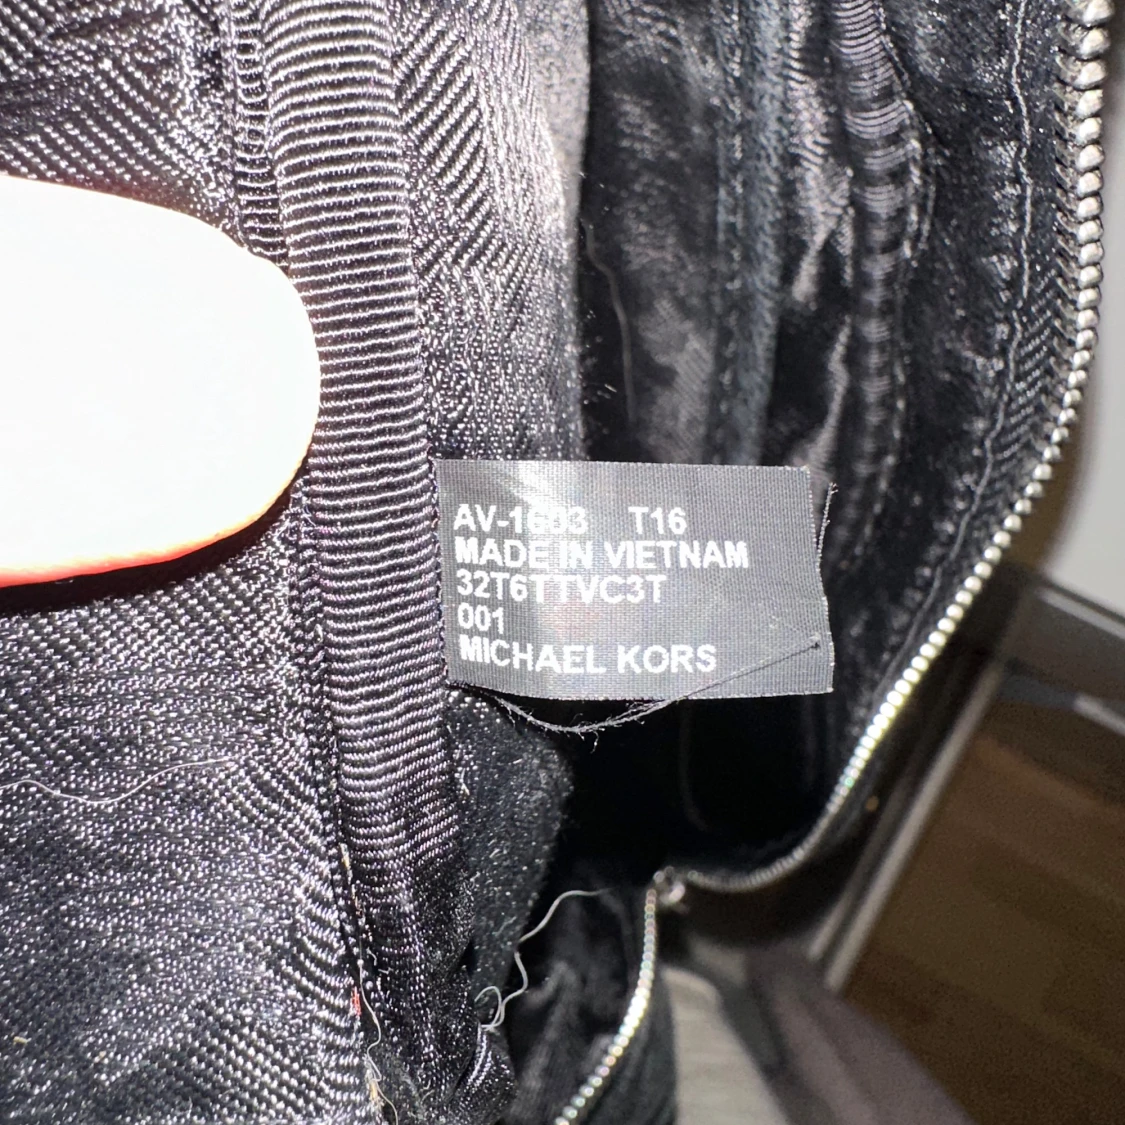 AV-1603 T16
MADE IN VIETNAM
32T6TTVC3T
001
MICHAEL KORS